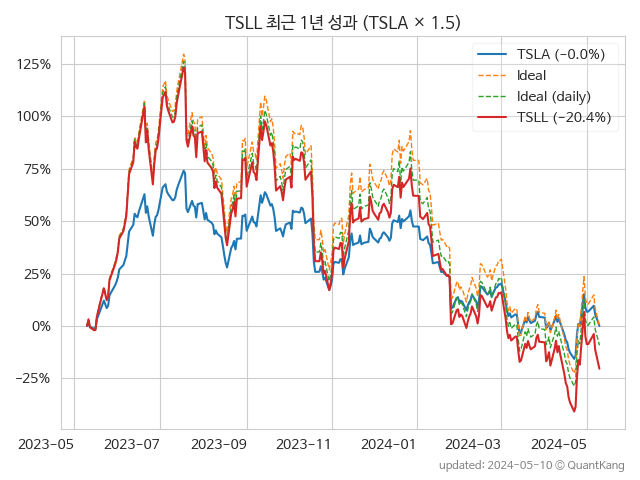 TSLL 최근 1년 성과 (TSLA × 1.5)
TSLA (−0.0%)
Ideal
Ideal (daily)
TSLL (−20.4%)
125%
100%
75%
50%
25%
0%
−25%
2023-05
2023-07
2023-09
2023-11
2024-01
2024-03
2024-05
updated: 2024-05-10 ⓒ QuantKang